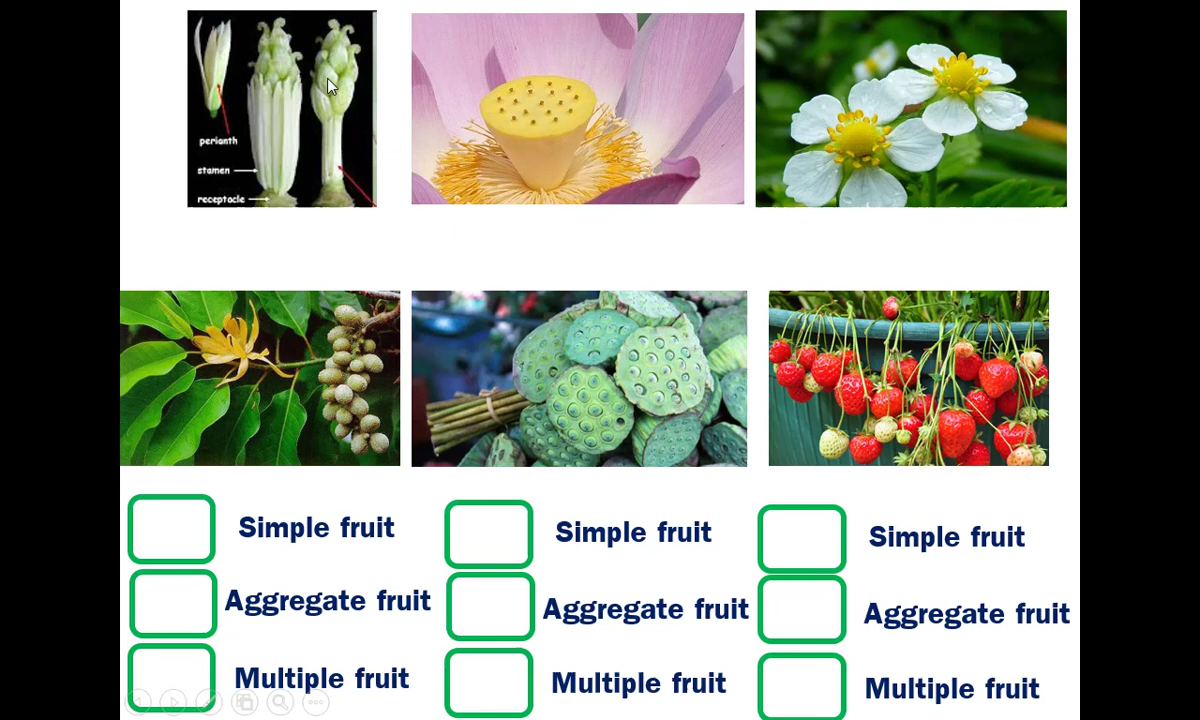 perianth
stamen
receptacle
Simple fruit
Simple fruit
Simple fruit
Aggregate fruit
Aggregate fruit
Aggregate fruit
Multiple fruit
Multiple fruit
Multiple fruit